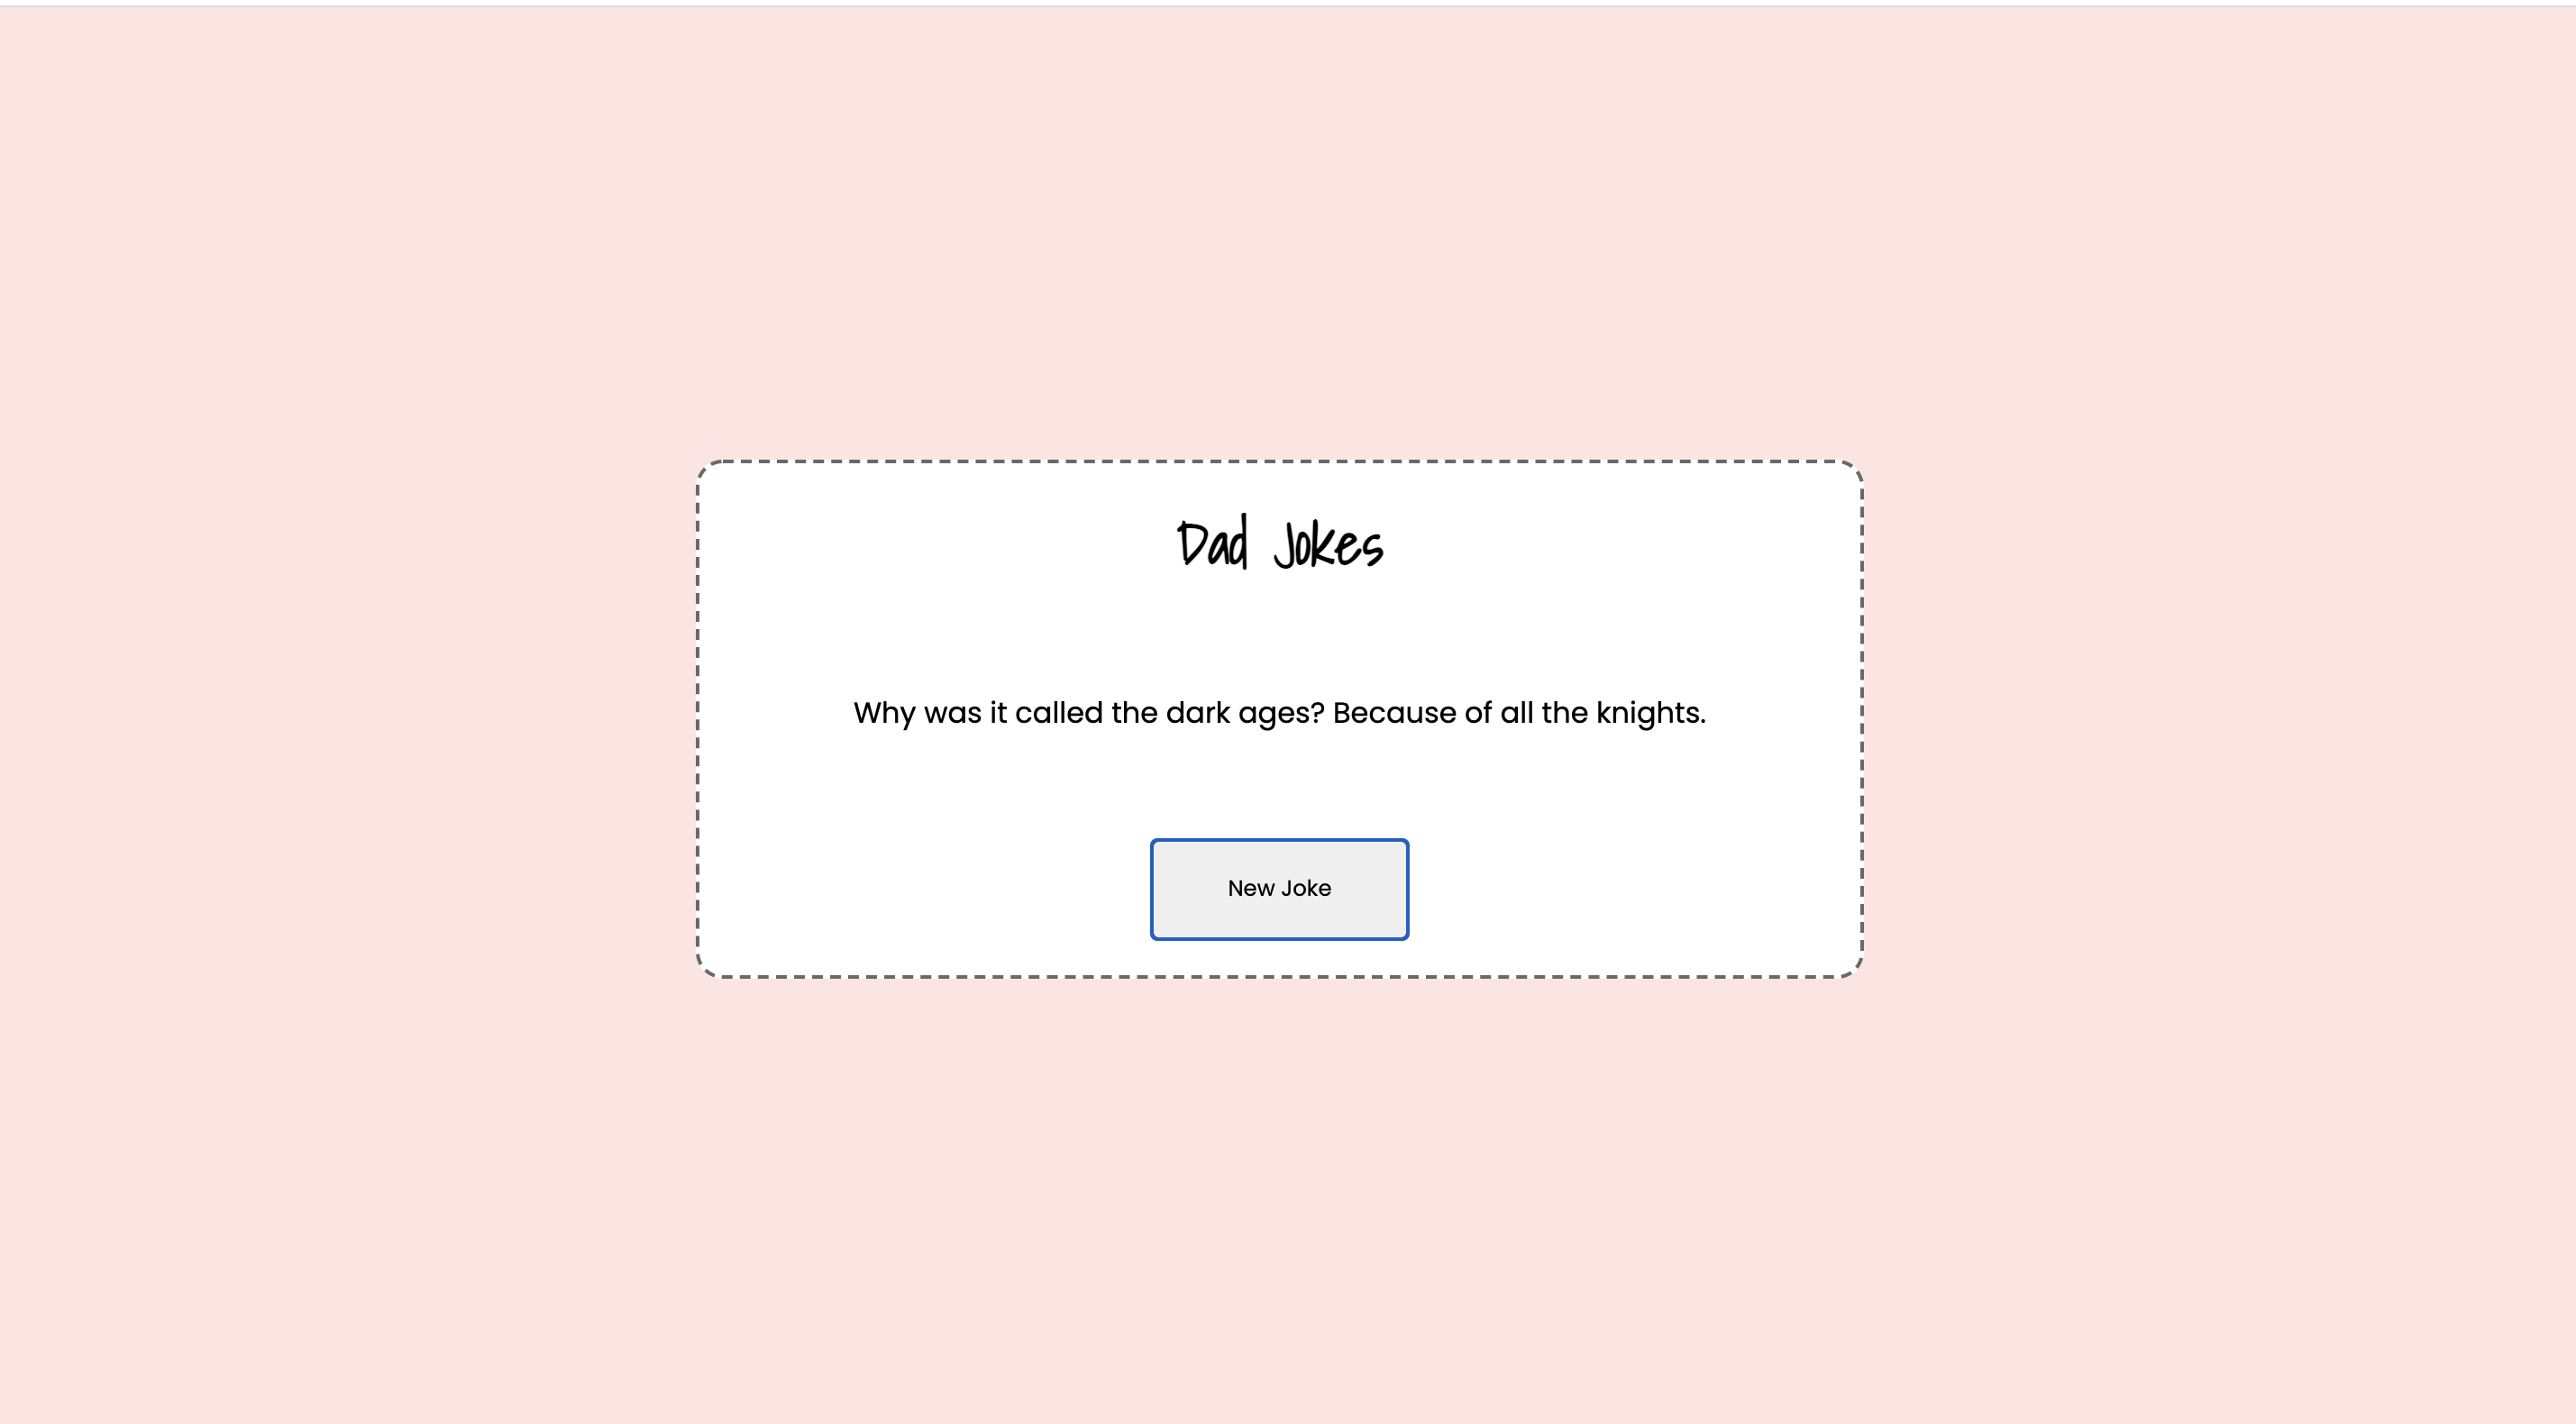 Dad Jokes
Why was it called the dark ages? Because of all the knights.
New Joke